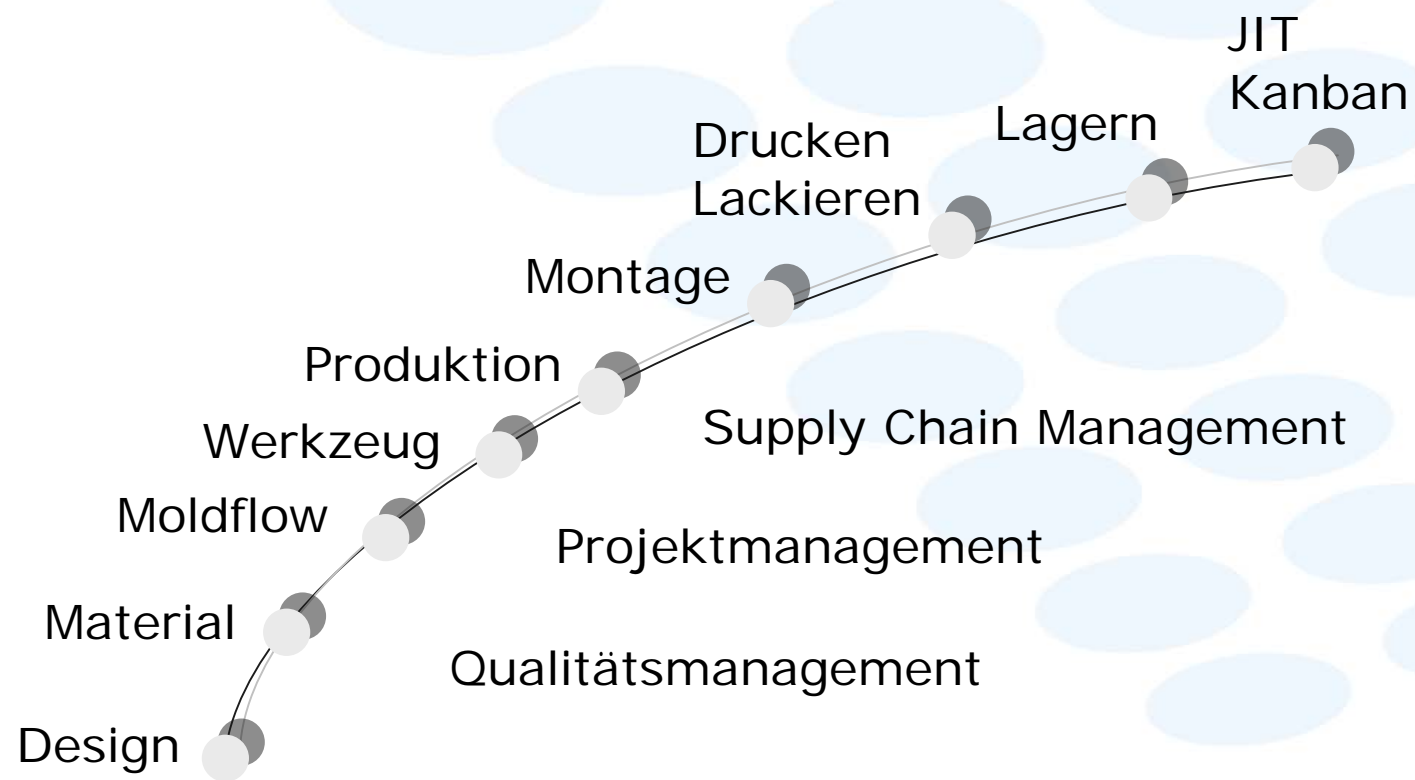 JIT
Kanban
Lagern
Drucken
Lackieren
Montage
Produktion
Supply Chain Management
Werkzeug
Moldflow
Projektmanagement
Material
Qualitätsmanagement
Design